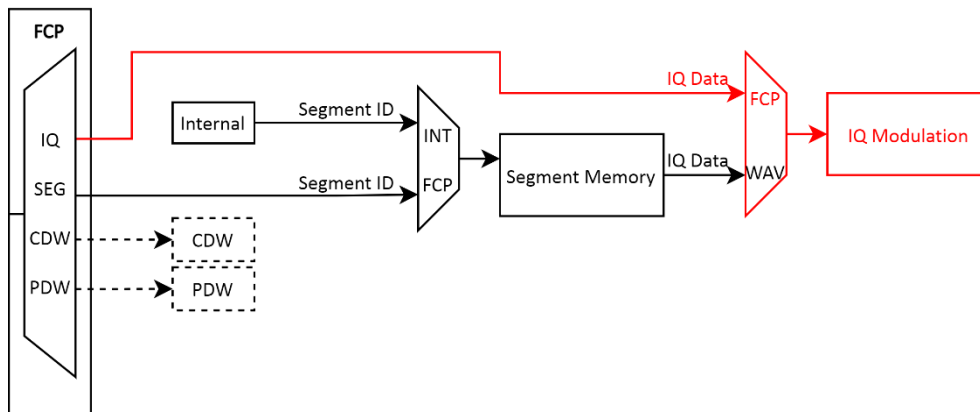 FCP
IQ
SEG
CDW
PDW
Internal
Segment ID
Segment ID
CDW
PDW
INT
FCP
Segment Memory
IQ Data
IQ Data
FCP
WAV
IQ Modulation